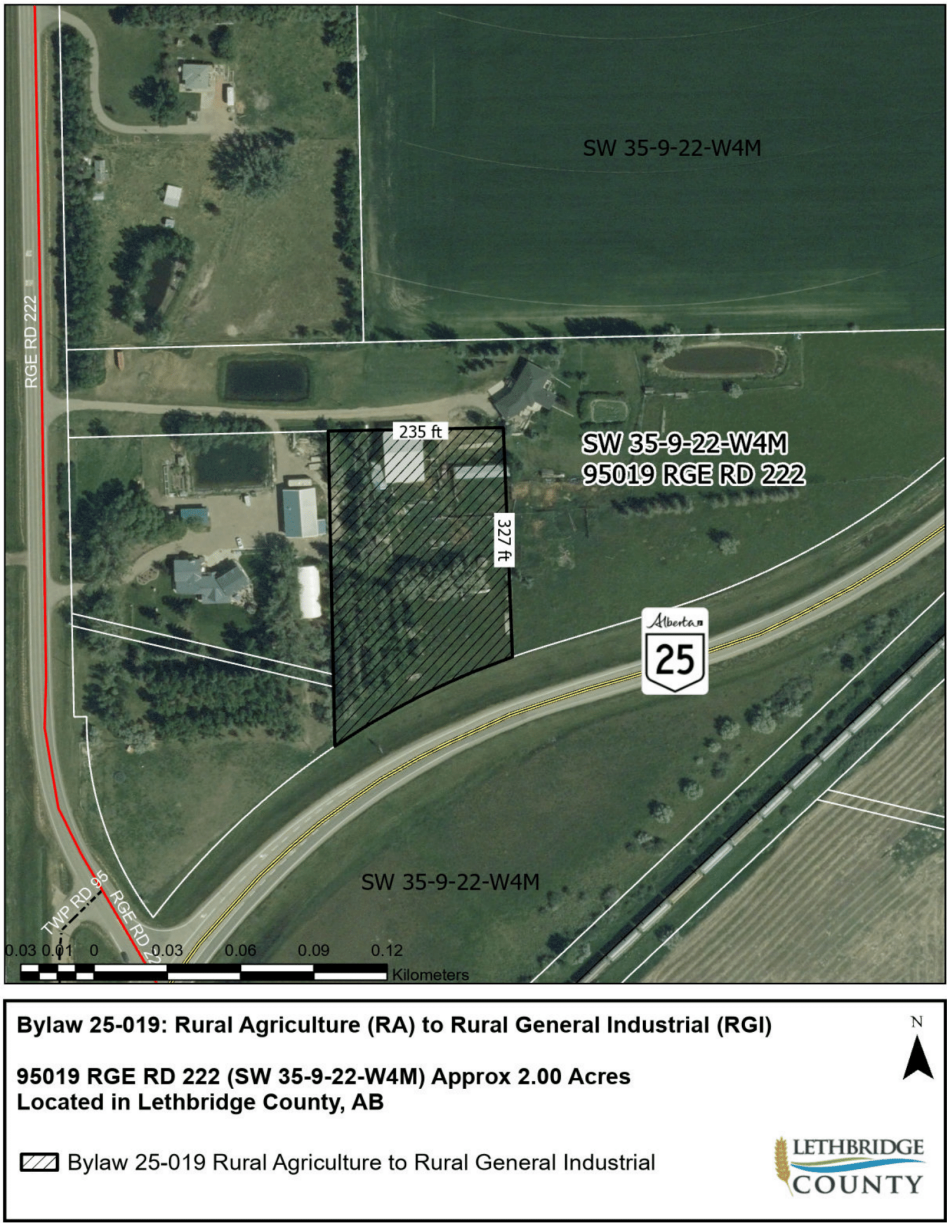 SW 35-9-22-W4M
RGE RD 222
235 ft
SW 35-9-22-W4M
95019 RGE RD 222
327 ft
Alberta
25
SW 35-9-22-W4M
TWP RD 95
RGE RD 22
0.03 0.01 0 0.03 0.06 0.09 0.12
Kilometers
Bylaw 25-019: Rural Agriculture (RA) to Rural General Industrial (RGI)
N
95019 RGE RD 222 (SW 35-9-22-W4M) Approx 2.00 Acres
Located in Lethbridge County, AB
Bylaw 25-019 Rural Agriculture to Rural General Industrial
LETHBRIDGE
COUNTY